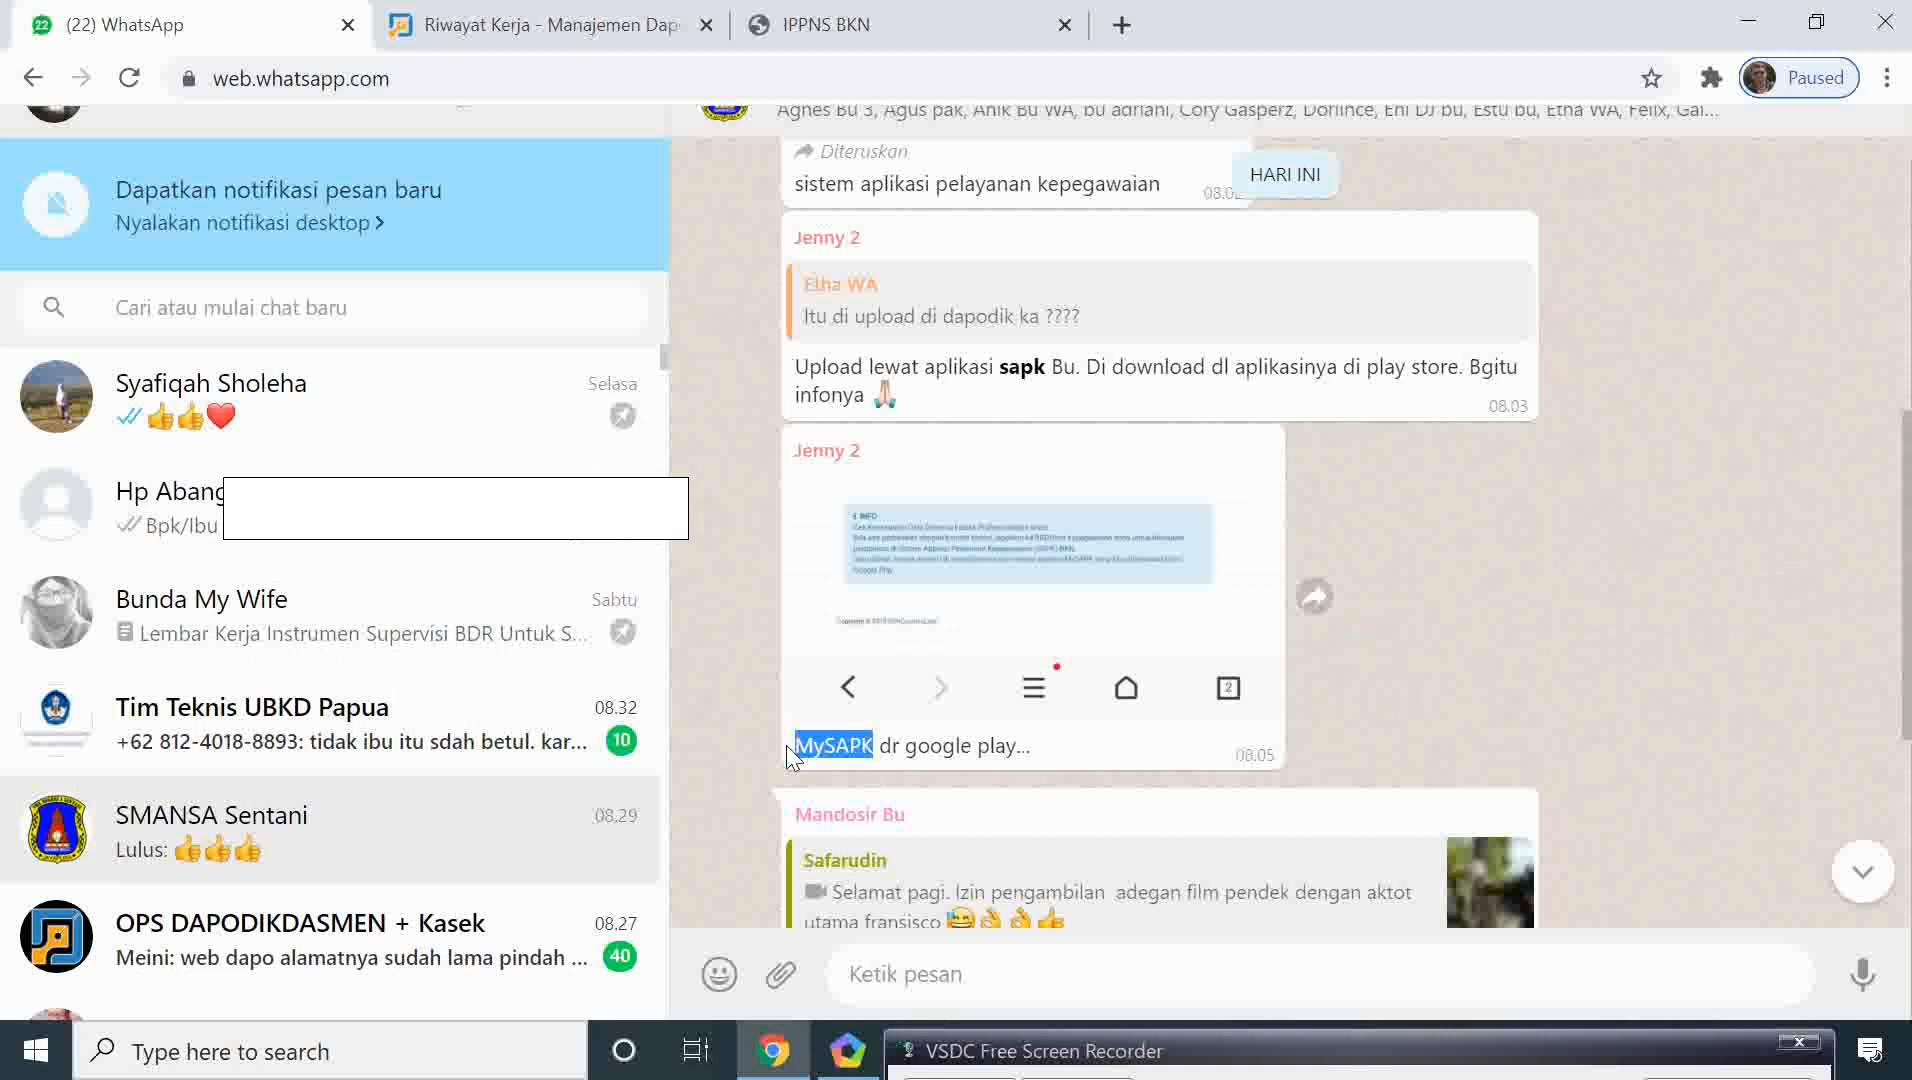 (22) WhatsApp
Riwayat Kerja - Manajemen Dap
IPPNS BKN
web.whatsapp.com
Paused
Agnes Bu 3, Agus pak, Anik Bu WA, bu adriani, Cory Gasperz, Dorlince, Eni DJ bu, Estu bu, Etha WA, Felix, Gal...
Dapatkan notifikasi pesan baru
Nyalakan notifikasi desktop >
Cari atau mulai chat baru
Syafiqah Sholeha
Selasa
Hp Abang
Bpk/Ibu
Bunda My Wife
Sabtu
Lembar Kerja Instrumen Supervisi BDR Untuk S...
Tim Teknis UBKD Papua
08.32
+62 812-4018-8893: tidak ibu itu sdah betul. kar...
10
SMANSA Sentani
08.29
Lulus:
OPS DAPODIKDASMEN + Kasek
08.27
Meini: web dapo alamatnya sudah lama pindah ...
40
Diteruskan
sistem aplikasi pelayanan kepegawaian
HARI INI
Jenny 2
Etha WA
Itu di upload di dapodik ka ????
Upload lewat aplikasi sapk Bu. Di download dl aplikasinya di play store. Bgitu
infonya 🙏🏻
08.03
Jenny 2
INFO
2
MySAPK dr google play...
08.05
Mandosir Bu
Safarudin
Selamat pagi. Izin pengambilan adegan film pendek dengan aktot
utama fransisco
Ketik pesan
Type here to search
VSDC Free Screen Recorder